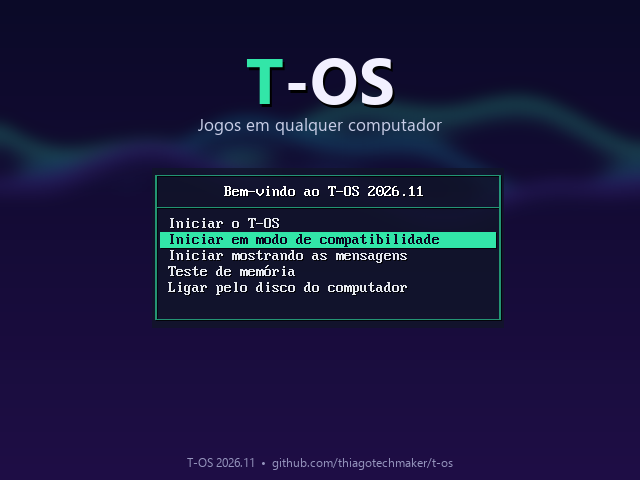 T-OS
Jogos em qualquer computador
Bem-vindo ao T-OS 2026.11
Iniciar o T-OS
Iniciar em modo de compatibilidade
Iniciar mostrando as mensagens
Teste de memória
Ligar pelo disco do computador
T-OS 2026.11 • github.com/thiagotechmaker/t-os